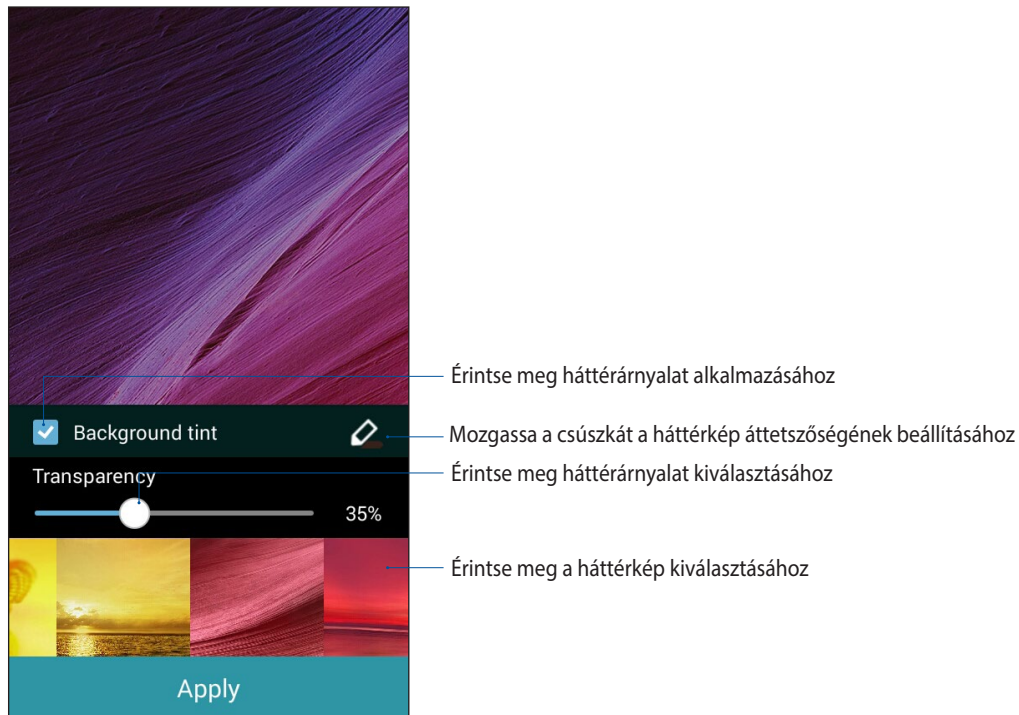 Érintse meg háttérárnyalat alkalmazásához
Background tint
Mozgassa a csúszkát a háttérkép áttetszőségének beállításához
Transparency
Érintse meg háttérárnyalat kiválasztásához
35%
Érintse meg a háttérkép kiválasztásához
Apply